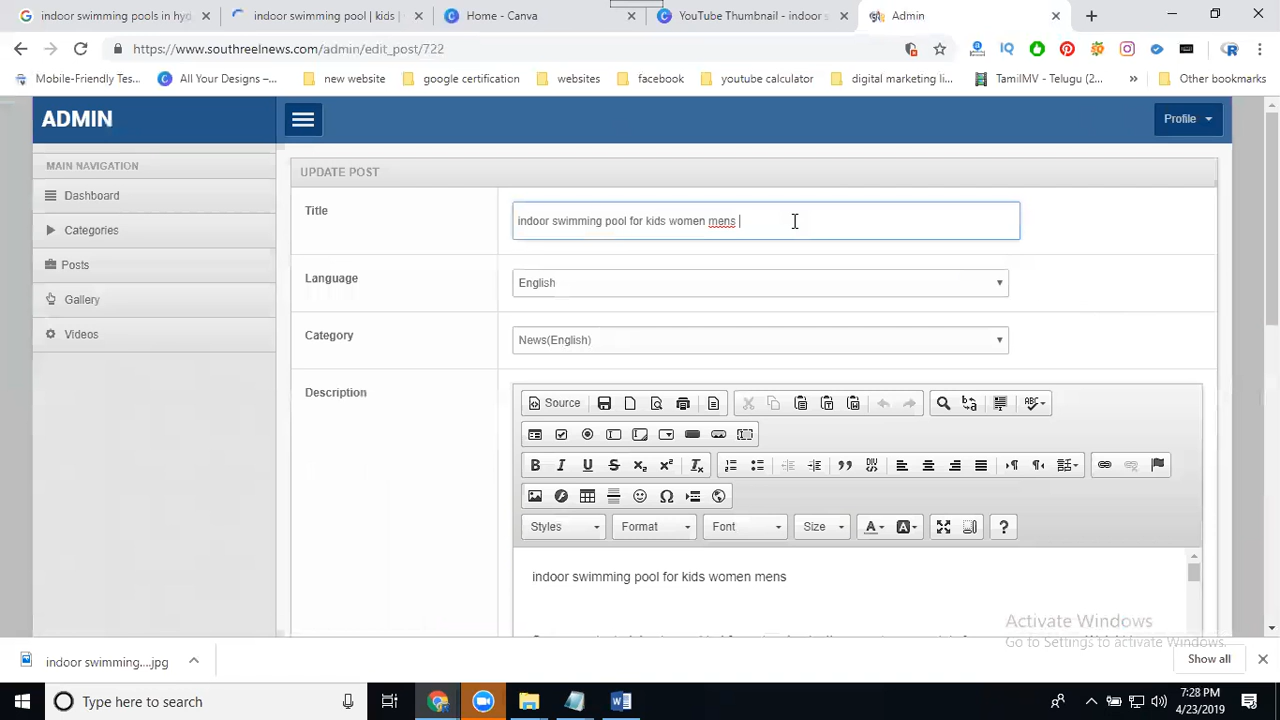 indoor swimming pools in hyd
indoor swimming pool | kids |
Home - Canva
YouTube Thumbnail - indoor s
Admin
https://www.southreelnews.com/admin/edit_post/722
Mobile-Friendly Tes...
All Your Designs –...
new website
google certification
websites
facebook
youtube calculator
digital marketing li...
TamilMV - Telugu (2...
Other bookmarks
ADMIN
Profile
MAIN NAVIGATION
Dashboard
Categories
Posts
Gallery
Videos
UPDATE POST
Title
indoor swimming pool for kids women mens
Language
English
Category
News(English)
Description
Source
Styles
Format
Font
Size
indoor swimming pool for kids women mens
Activate Windows
Go to Settings to activate Windows.
indoor swimming....jpg
Show all
Type here to search
7:28 PM
4/23/2019